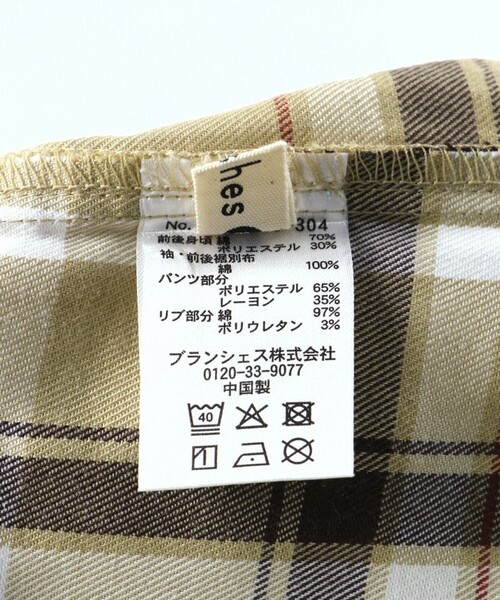 hes
No. 304
前後身頃 綿 70%
ポリエステル 30%
袖・前後裾別布
綿 100%
パンツ部分
ポリエステル 65%
レーヨン 35%
リブ部分 綿 97%
ポリウレタン 3%
ブランシェス株式会社
0120-33-9077
中国製
40